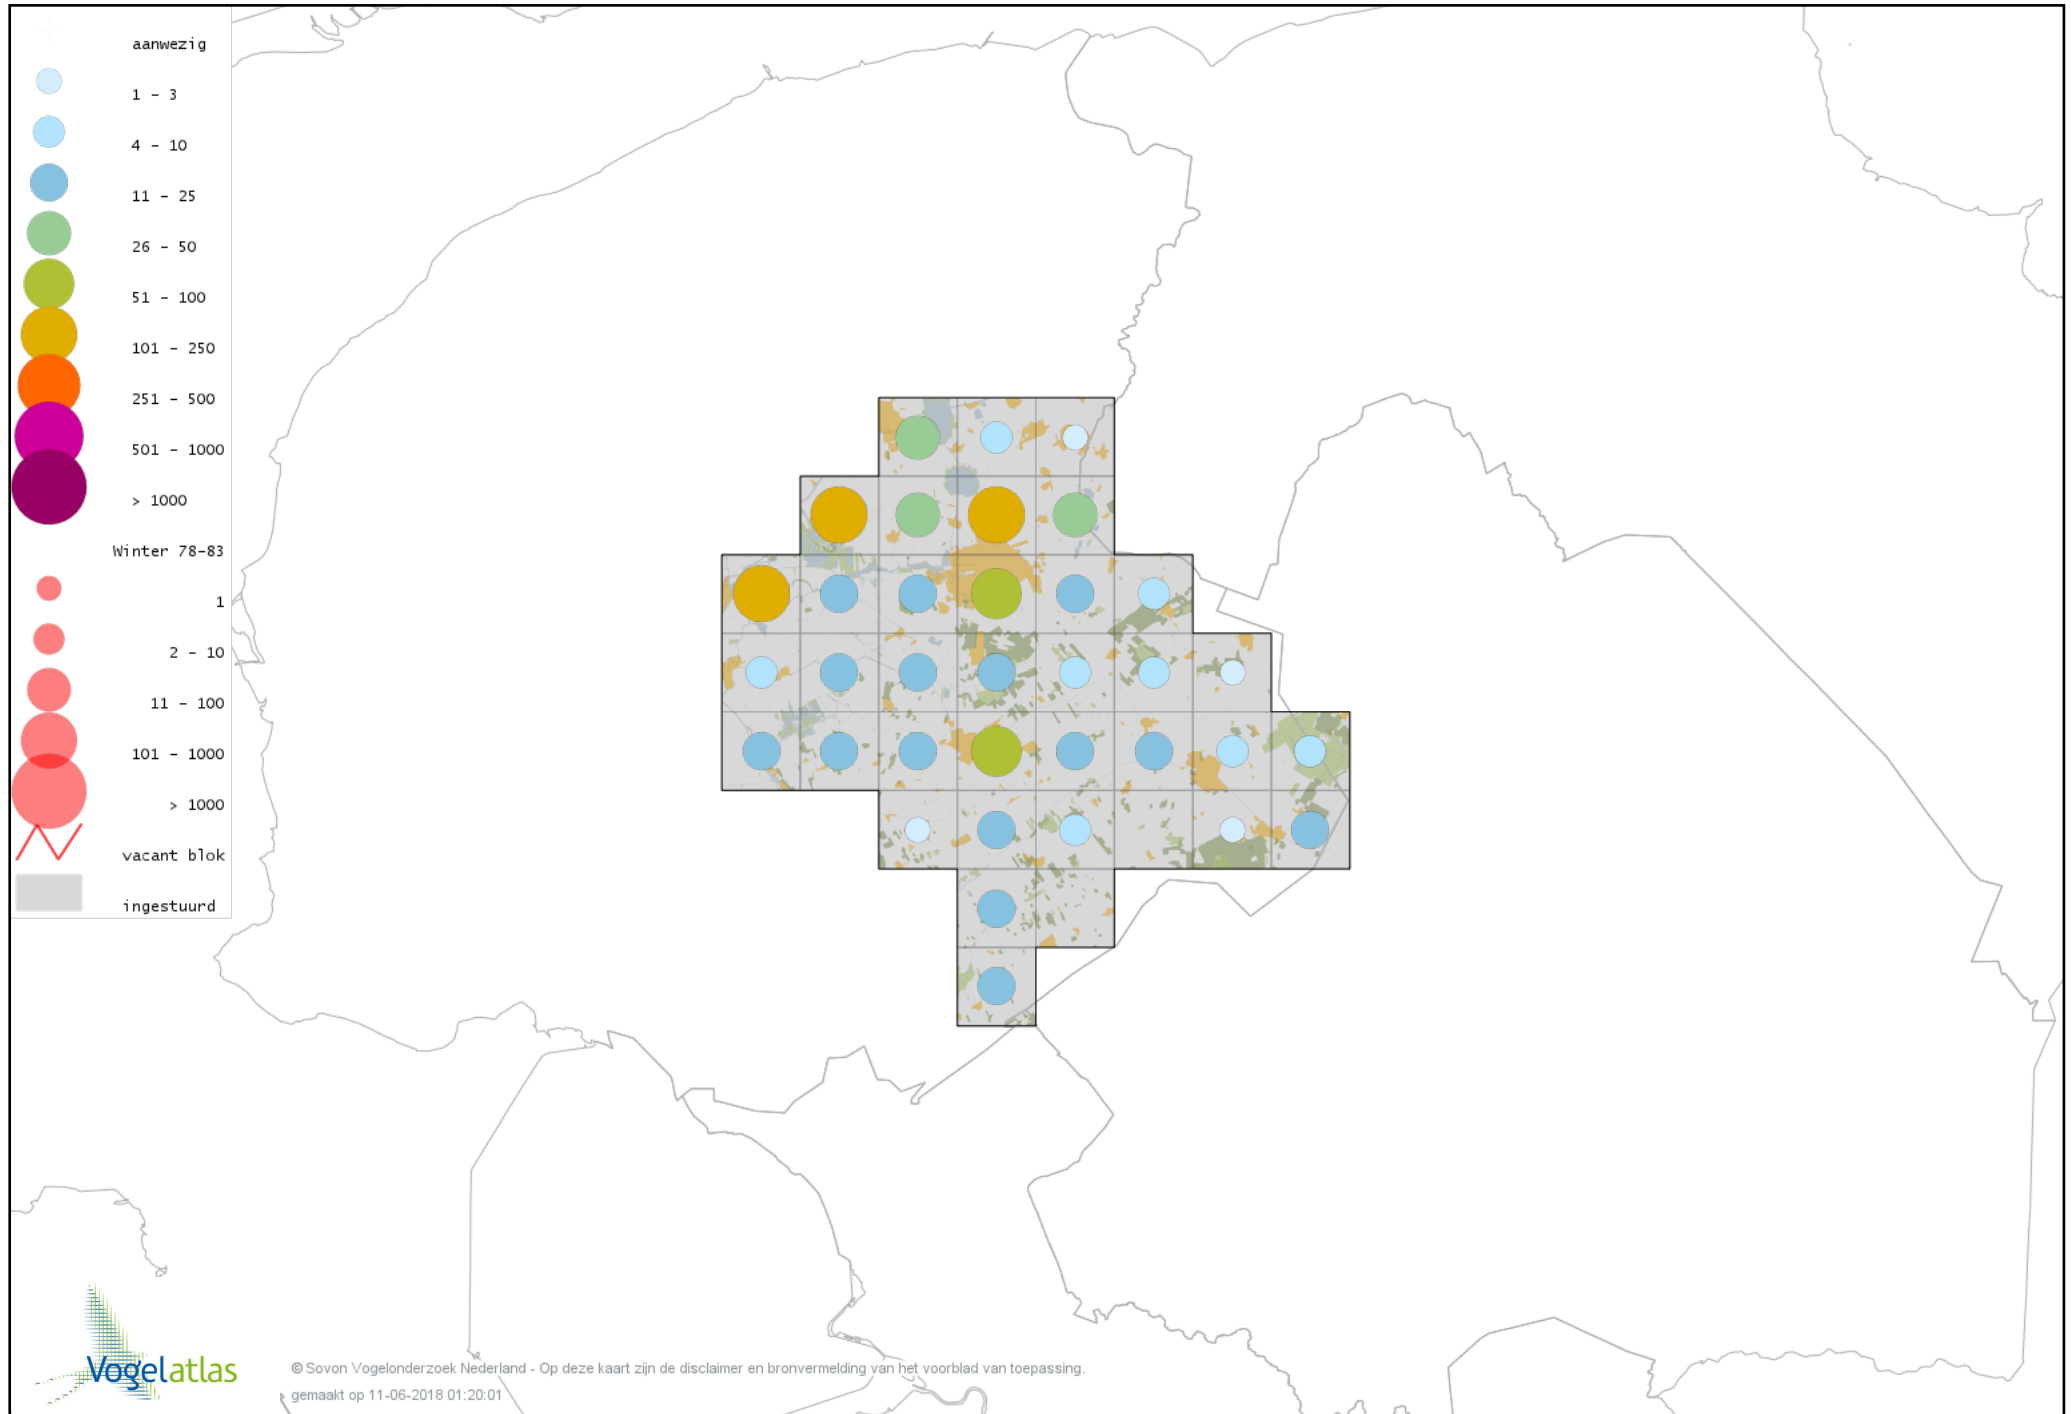 aanwezig
1 - 3
4 - 10
11 - 25
26 - 50
51 - 100
101 - 250
251 - 500
501 - 1000
> 1000
Winter 78-83
1
2 - 10
11 - 100
101 - 1000
> 1000
vacant blok
ingestuurd
Vogelatlas
© Sovon Vogelonderzoek Nederland - Op deze kaart zijn de disclaimer en bronvermelding van het voorblad van toepassing.
gemaakt op 11-06-2018 01:20:01